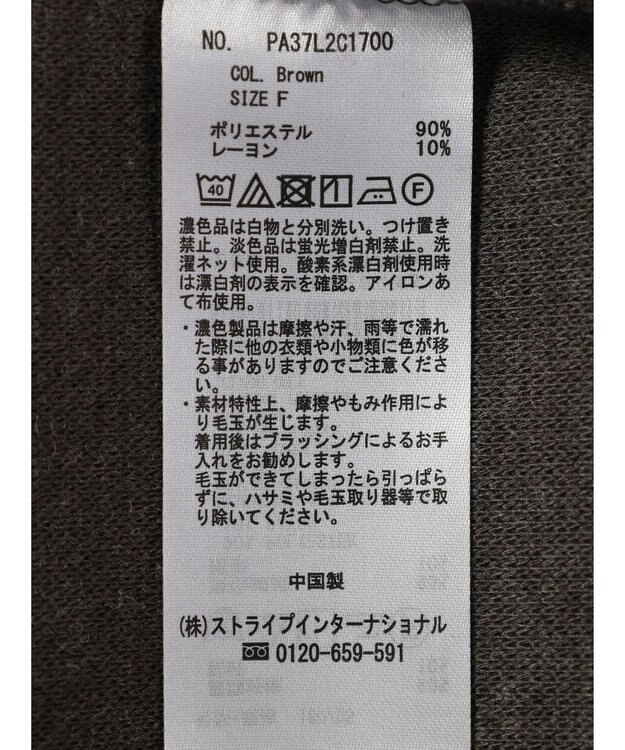 NO. PA37L2C1700
COL. Brown
SIZE F
ポリエステル 90%
レーヨン 10%
40 F
濃色品は白物と分別洗い。つけ置き
禁止。淡色品は蛍光増白剤禁止。洗
濯ネット使用。酸素系漂白剤使用時
は漂白剤の表示を確認。アイロンあ
て布使用。
・濃色製品は摩擦や汗、雨等で濡れ
た際に他の衣類や小物類に色が移
る事がありますのでご注意くださ
い。
・素材特性上、摩擦やもみ作用によ
り毛玉が生じます。
着用後はブラッシングによるお手
入れをお勧めします。
毛玉ができてしまったら引っぱら
ずに、ハサミや毛玉取り器等で取
り除いてください。
中国製
(株)ストライプインターナショナル
0120-659-591